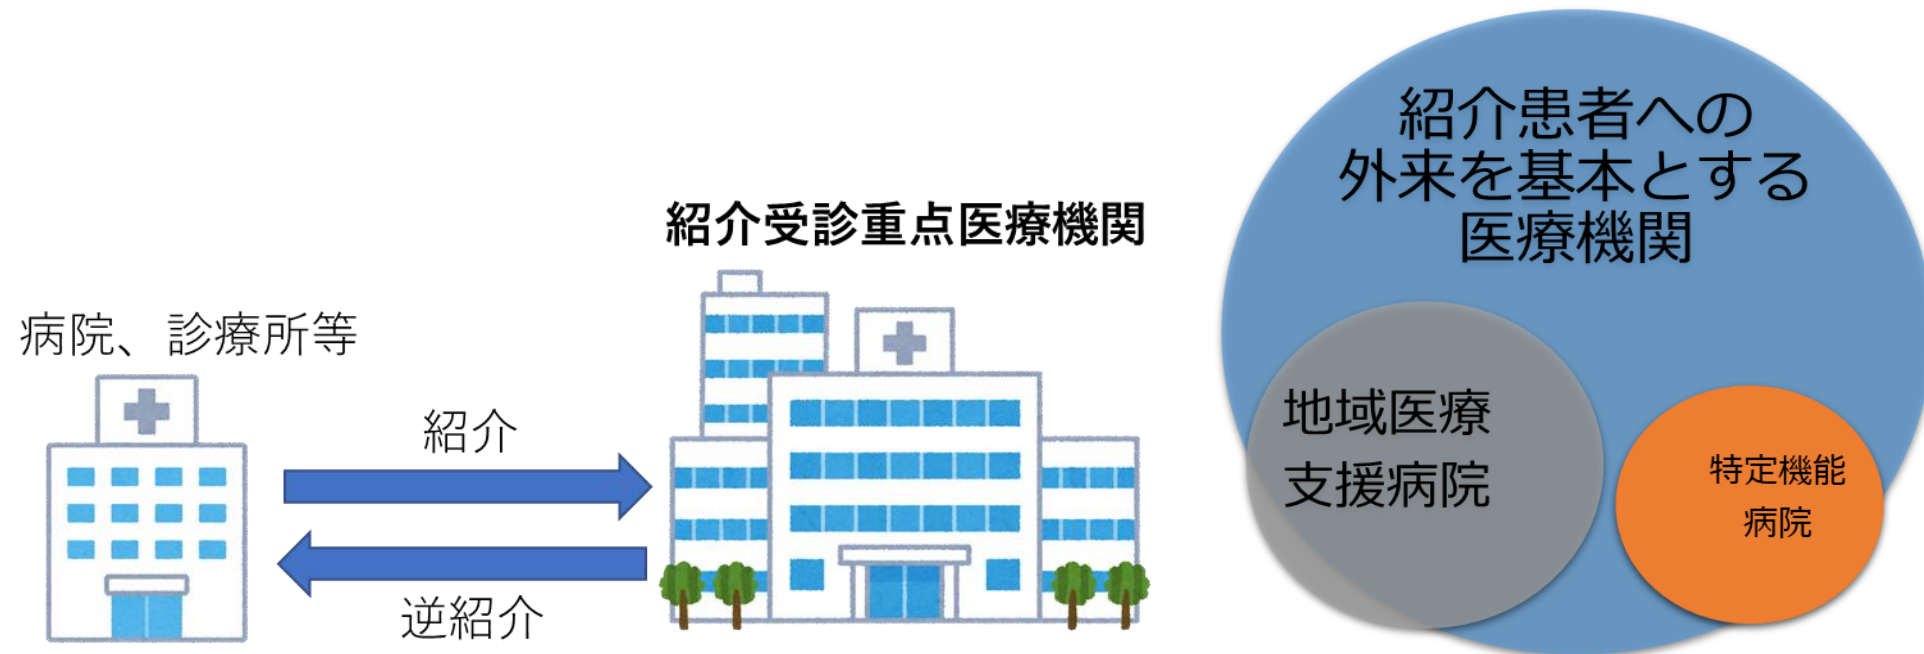 病院、診療所等
紹介
逆紹介
紹介受診重点医療機関
紹介患者への
外来を基本とする
医療機関
地域医療
支援病院
特定機能
病院